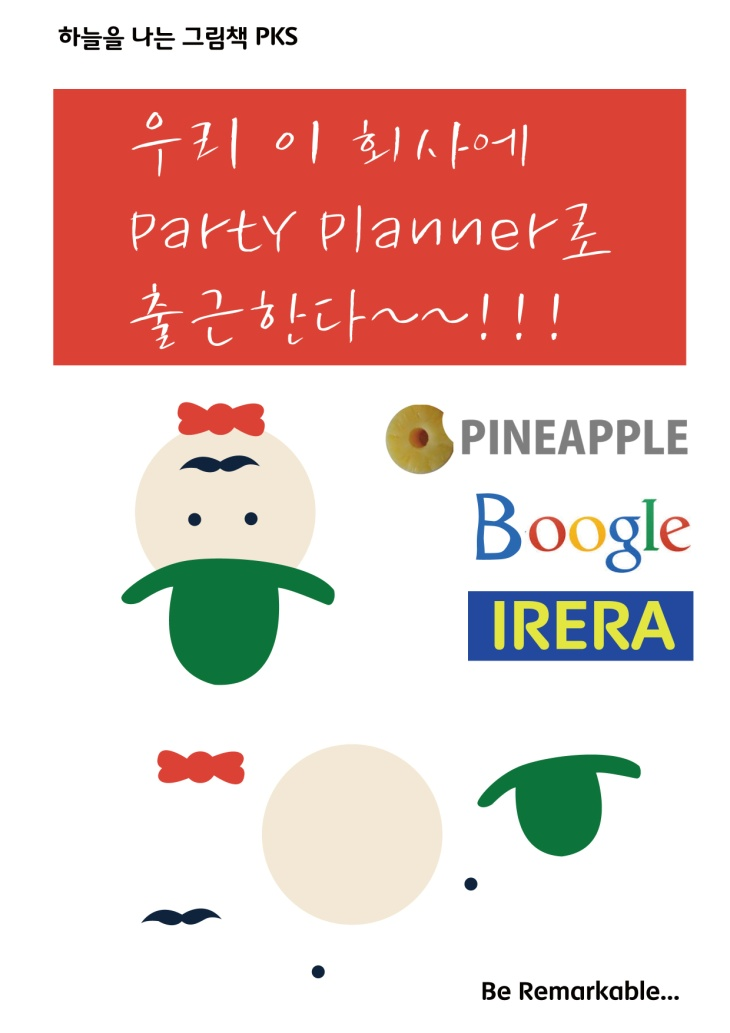 하늘을 나는 그림책 PKS
우리 이 회사에
Party Planner로
출근한다~~!!!
PINEAPPLE
Boogle
IRERA
Be Remarkable...